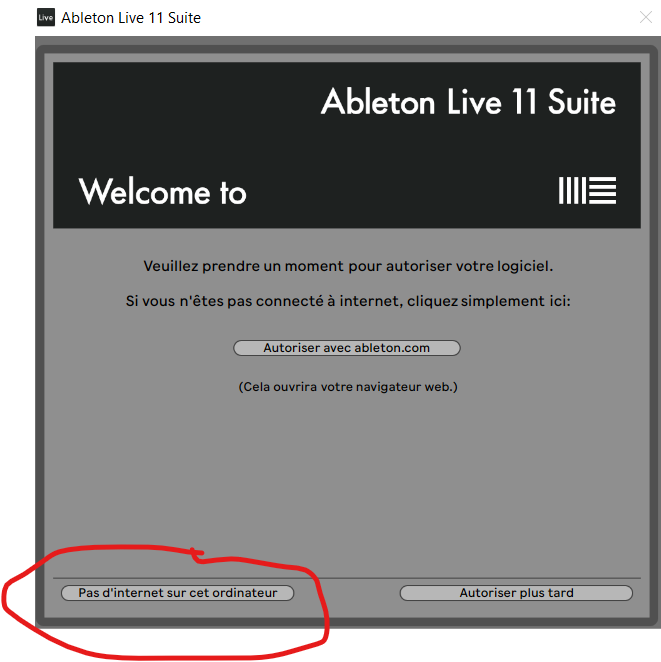 Live Ableton Live 11 Suite
Ableton Live 11 Suite
Welcome to
Veuillez prendre un moment pour autoriser votre logiciel.
Si vous n'êtes pas connecté à internet, cliquez simplement ici:
Autoriser avec ableton.com
(Cela ouvrira votre navigateur web.)
Pas d'internet sur cet ordinateur
Autoriser plus tard